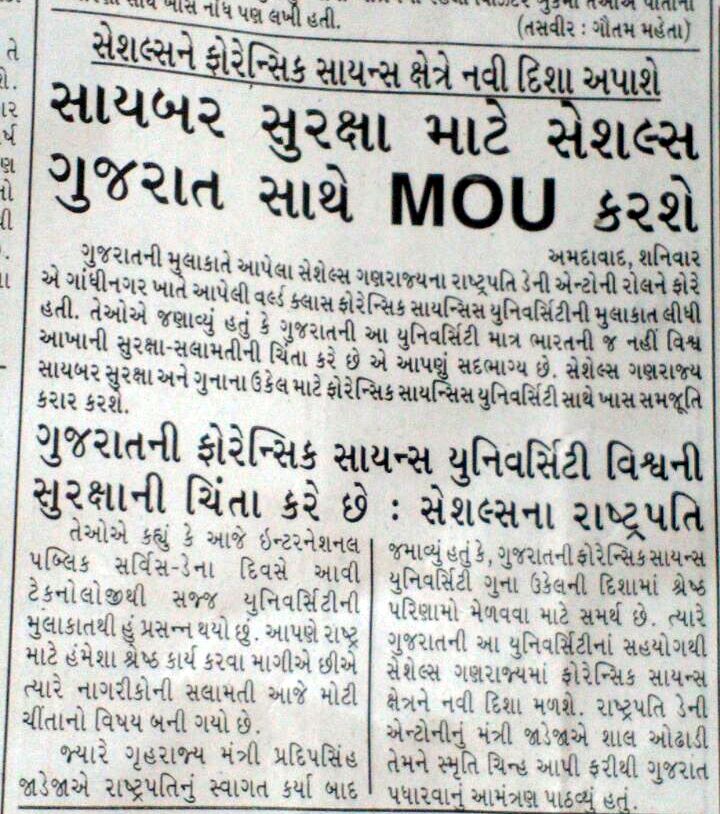 ખાસ નોંધ પણ લખી હતી.
(તસવીર : ગૌતમ મહેતા)
સેશલ્સને ફોરેન્સિક સાયન્સ ક્ષેત્રે નવી દિશા અપાશે
સાયબર સુરક્ષા માટે સેશલ્સ
ગુજરાત સાથે MOU કરશે
અમદાવાદ, શનિવાર
ગુજરાતની મુલાકાતે આપેલા સેશેલ્સ ગણરાજ્યના રાષ્ટ્રપતિ ડેની એન્ટોની રોલને ફોરે
એ ગાંધીનગર ખાતે આપેલી વર્લ્ડ ક્લાસ ફોરેન્સિક સાયન્સિસ યુનિવર્સિટીની મુલાકાત લીધી
હતી. તેઓએ જણાવ્યું હતું કે ગુજરાતની આ યુનિવર્સિટી માત્ર ભારતની જ નહીં વિશ્વ
આખાની સુરક્ષા-સલામતીની ચિંતા કરે છે એ આપણું સદભાગ્ય છે. સેશેલ્સ ગણરાજ્ય
સાયબર સુરક્ષા અને ગુનાના ઉકેલ માટે ફોરેન્સિક સાયન્સિસ યુનિવર્સિટી સાથે ખાસ સમજૂતિ
કરાર કરશે.
ગુજરાતની ફોરેન્સિક સાયન્સ યુનિવર્સિટી વિશ્વની
સુરક્ષાની ચિંતા કરે છે : સેશલ્સના રાષ્ટ્રપતિ
તેઓએ કહ્યું કે આજે ઇન્ટરનેશનલ
પબ્લિક સર્વિસ-ડેના દિવસે આવી
ટેકનોલોજીથી સજ્જ યુનિવર્સિટીની
મુલાકાતથી હું પ્રસન્ન થયો છું. આપણે રાષ્ટ્ર
માટે હંમેશા શ્રેષ્ઠ કાર્ય કરવા માગીએ છીએ
ત્યારે નાગરીકોની સલામતી આજે મોટી
ચીંતાનો વિષય બની ગયો છે.
જ્યારે ગૃહરાજ્ય મંત્રી પ્રદિપસિંહ
જાડેજાએ રાષ્ટ્રપતિનું સ્વાગત કર્યા બાદ
જમાવ્યું હતું કે, ગુજરાતની ફોરેન્સિક સાયન્સ
યુનિવર્સિટી ગુના ઉકેલની દિશામાં શ્રેષ્ઠ
પરિણામો મેળવવા માટે સમર્થ છે. ત્યારે
ગુજરાતની આ યુનિવર્સિટીનાં સહયોગથી
સેશેલ્સ ગણરાજ્યમાં ફોરેન્સિક સાયન્સ
ક્ષેત્રને નવી દિશા મળશે. રાષ્ટ્રપતિ ડેની
એન્ટોનીનું મંત્રી જાડેજાએ શાલ ઓઢાડી
તેમને સ્મૃતિ ચિન્હ આપી ફરીથી ગુજરાત
પધારવાનું આમંત્રણ પાઠવ્યું હતું.